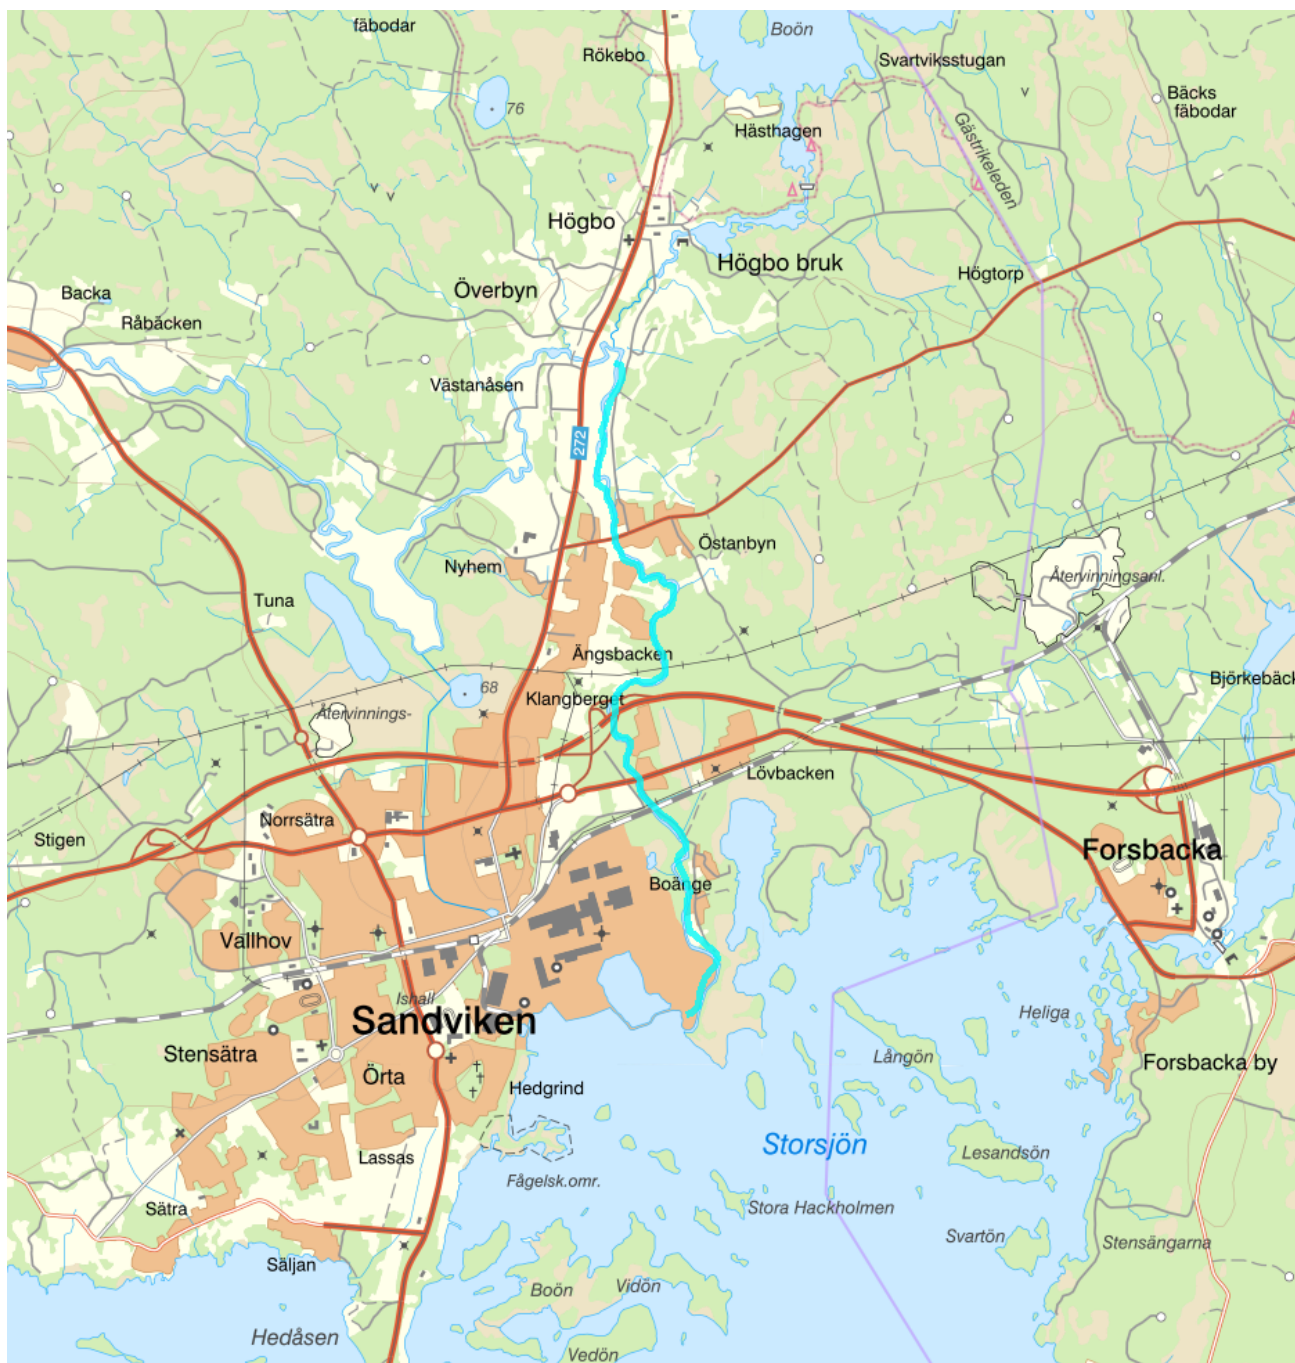 fäbodar
Boön
Rökebo
Svartviksstugan
Bäcks
fäbodar
76
Hästhagen
Gästrikeleden
Högbo
Högbo bruk
Högtorp
Överbyn
Backa
Råbäcken
Västanåsen
272
Östanbyn
Nyhem
Återvinningsanl.
Tuna
Ängsbacken
68
Klangberget
Björkebäck
Återvinnings-
Lövbacken
Norrsätra
Stigen
Forsbacka
Boänge
Vallhov
Ishall
Sandviken
Heliga
Stensätra
Örta
Långön
Forsbacka by
Hedgrind
Storsjön
Lassas
Lesandsön
Fågelsk.omr.
Sätra
Stora Hackholmen
Svartön
Stensängarna
Säljan
Boön
Vidön
Hedåsen
Vedön